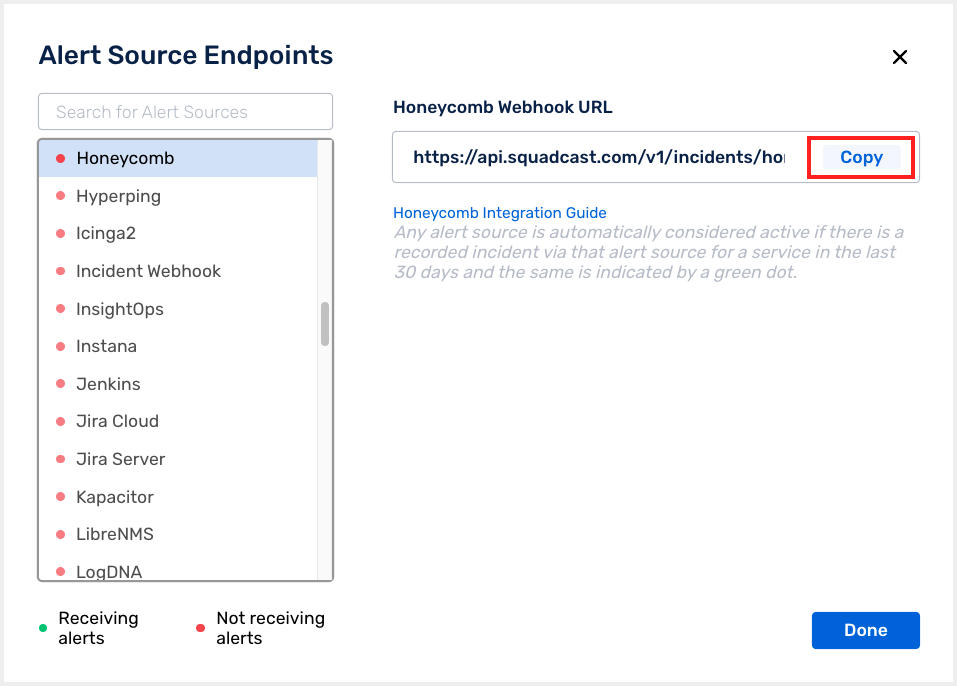 Alert Source Endpoints
Search for Alert Sources
Honeycomb
Hyperping
Icinga2
Incident Webhook
InsightOps
Instana
Jenkins
Jira Cloud
Jira Server
Kapacitor
LibreNMS
LogDNA
Receiving
alerts
Not receiving
alerts
Honeycomb Webhook URL
https://api.squadcast.com/v1/incidents/ho
Copy
Honeycomb Integration Guide
Any alert source is automatically considered active if there is a
recorded incident via that alert source for a service in the last
30 days and the same is indicated by a green dot.
Done